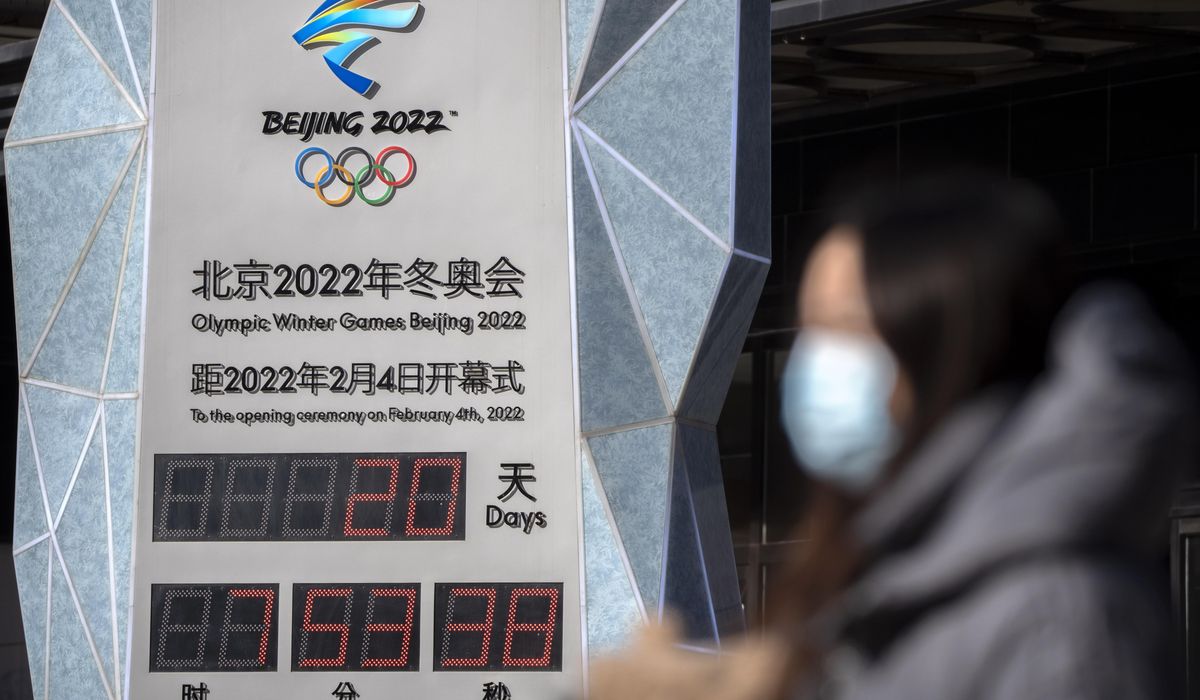 BEIJING 2022™
北京2022年冬奥会
Olympic Winter Games Beijing 2022
距2022年2月4日开幕式
To the opening ceremony on February 4th, 2022
20 天
Days
7 53 38
时 分 秒